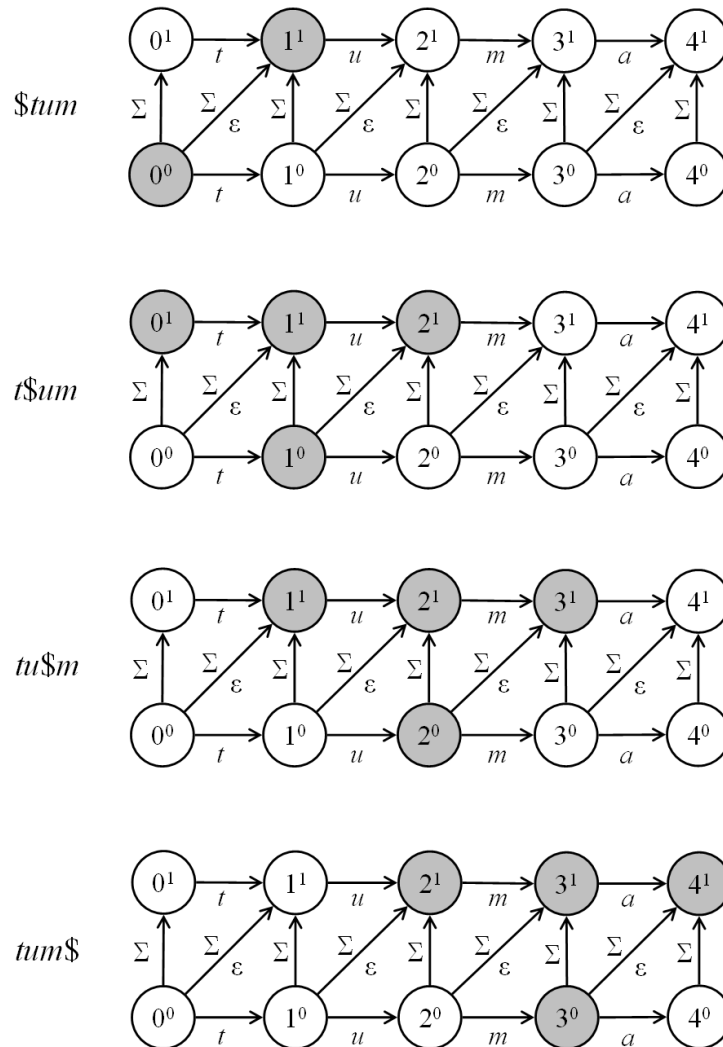 0¹ 1¹ 2¹ 3¹ 4¹
t u m a
$tum Σ Σ ε Σ Σ ε Σ Σ ε Σ Σ ε Σ
0⁰ 1⁰ 2⁰ 3⁰ 4⁰
t u m a
0¹ 1¹ 2¹ 3¹ 4¹
t u m a
t$um Σ Σ ε Σ Σ ε Σ Σ ε Σ Σ ε Σ
0⁰ 1⁰ 2⁰ 3⁰ 4⁰
t u m a
0¹ 1¹ 2¹ 3¹ 4¹
t u m a
tu$m Σ Σ ε Σ Σ ε Σ Σ ε Σ Σ ε Σ
0⁰ 1⁰ 2⁰ 3⁰ 4⁰
t u m a
0¹ 1¹ 2¹ 3¹ 4¹
t u m a
tum$ Σ Σ ε Σ Σ ε Σ Σ ε Σ Σ ε Σ
0⁰ 1⁰ 2⁰ 3⁰ 4⁰
t u m a